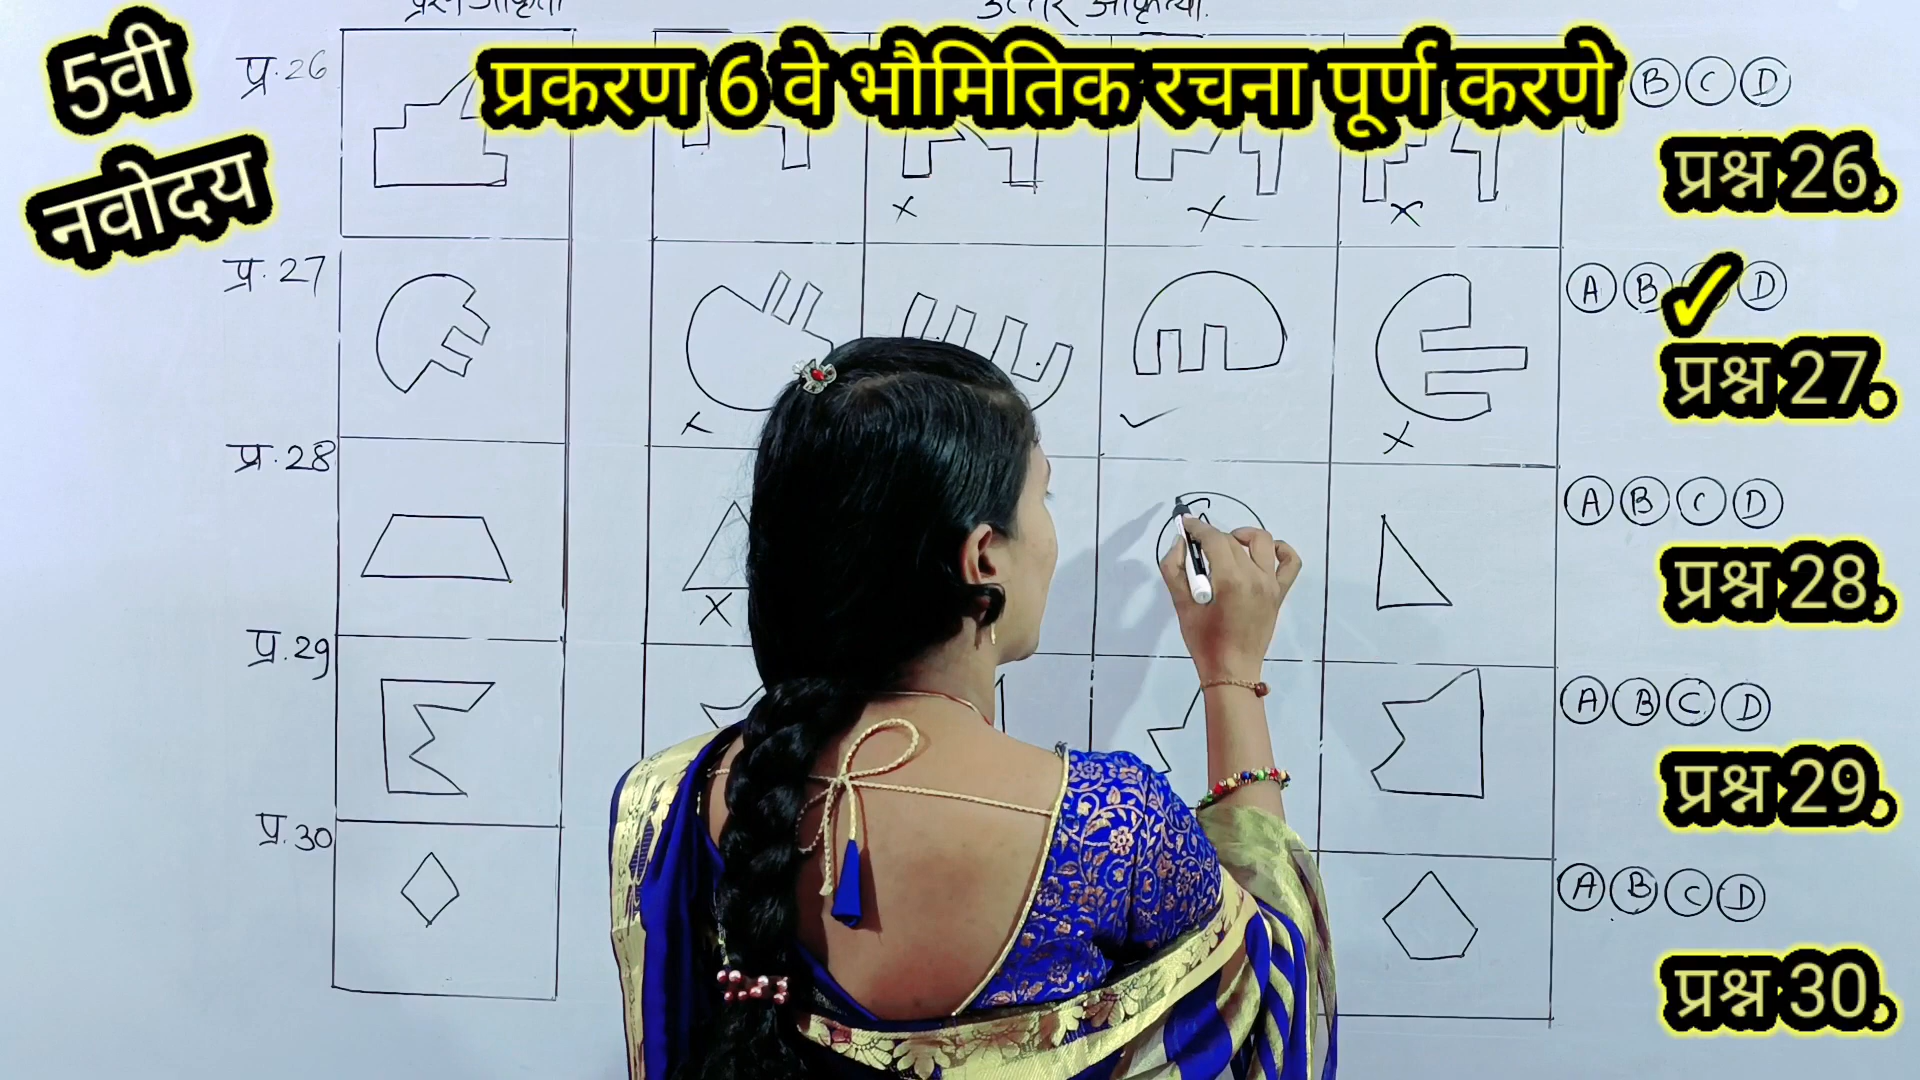 5वी
नवोदय
प्रकरण 6 वे भौमितिक रचना पूर्ण करणे
प्र.26
B C D
प्रश्न 26.
प्र.27
A B D
✓
प्रश्न 27.
प्र.28
A B C D
प्रश्न 28.
प्र.29
A B C D
प्रश्न 29.
प्र.30
A B C D
प्रश्न 30.